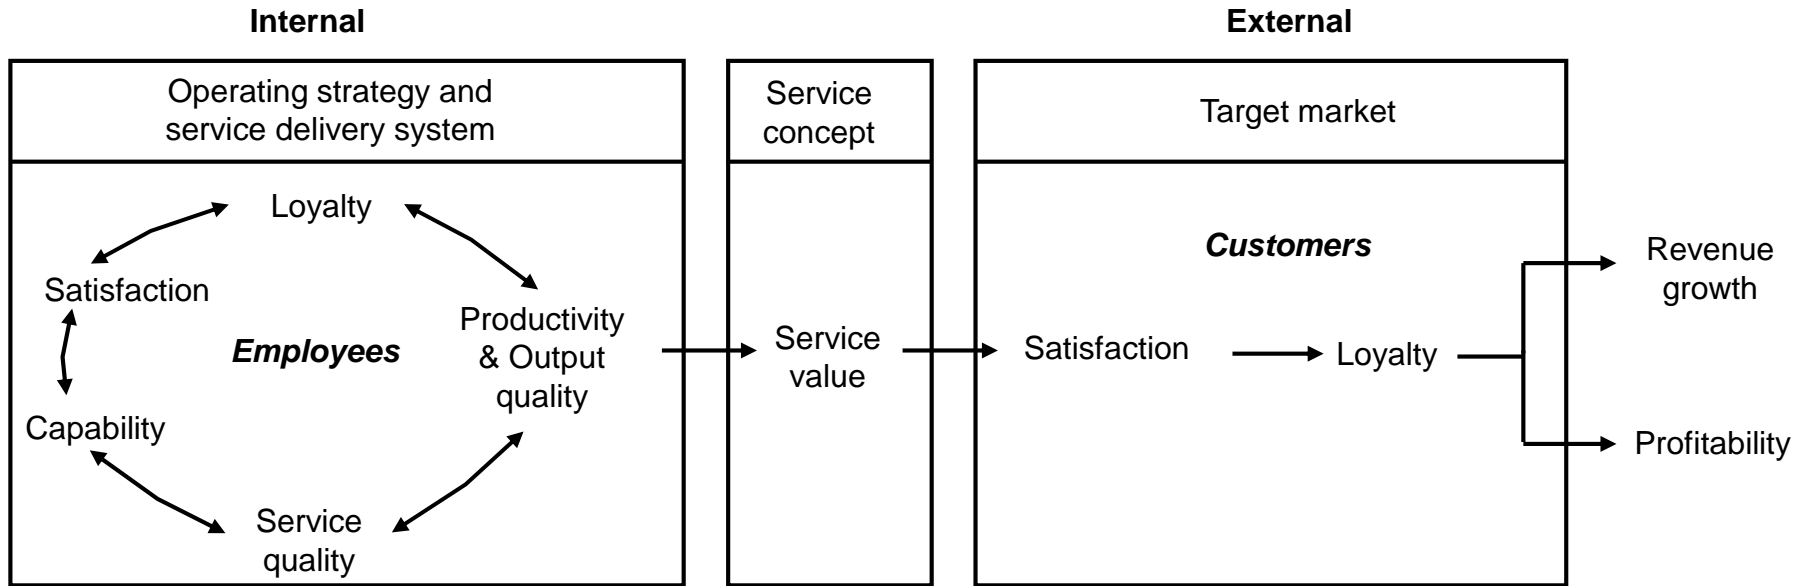 Internal
External
Operating strategy and
service delivery system
Service
concept
Target market
Loyalty
Satisfaction
Employees
Productivity
& Output
quality
Capability
Service
quality
Service
value
Customers
Satisfaction
Loyalty
Revenue
growth
Profitability